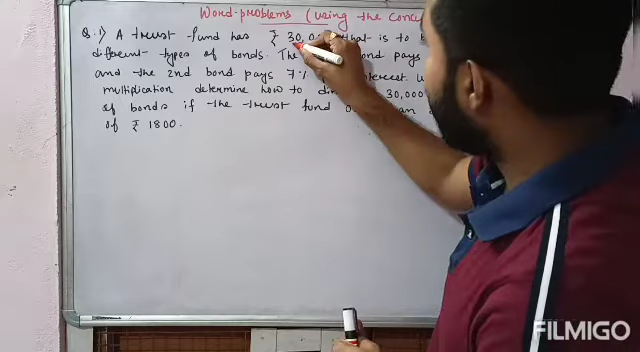 Word-problems (using the conc
Q.1) A trust fund has ₹ 30,0 that is to
different types of bonds. The bond pays
and the 2nd bond pays 7% interest
multiplication determine how to di 30,000
of bonds if the trust fund an
of ₹ 1800.
FILMIGO